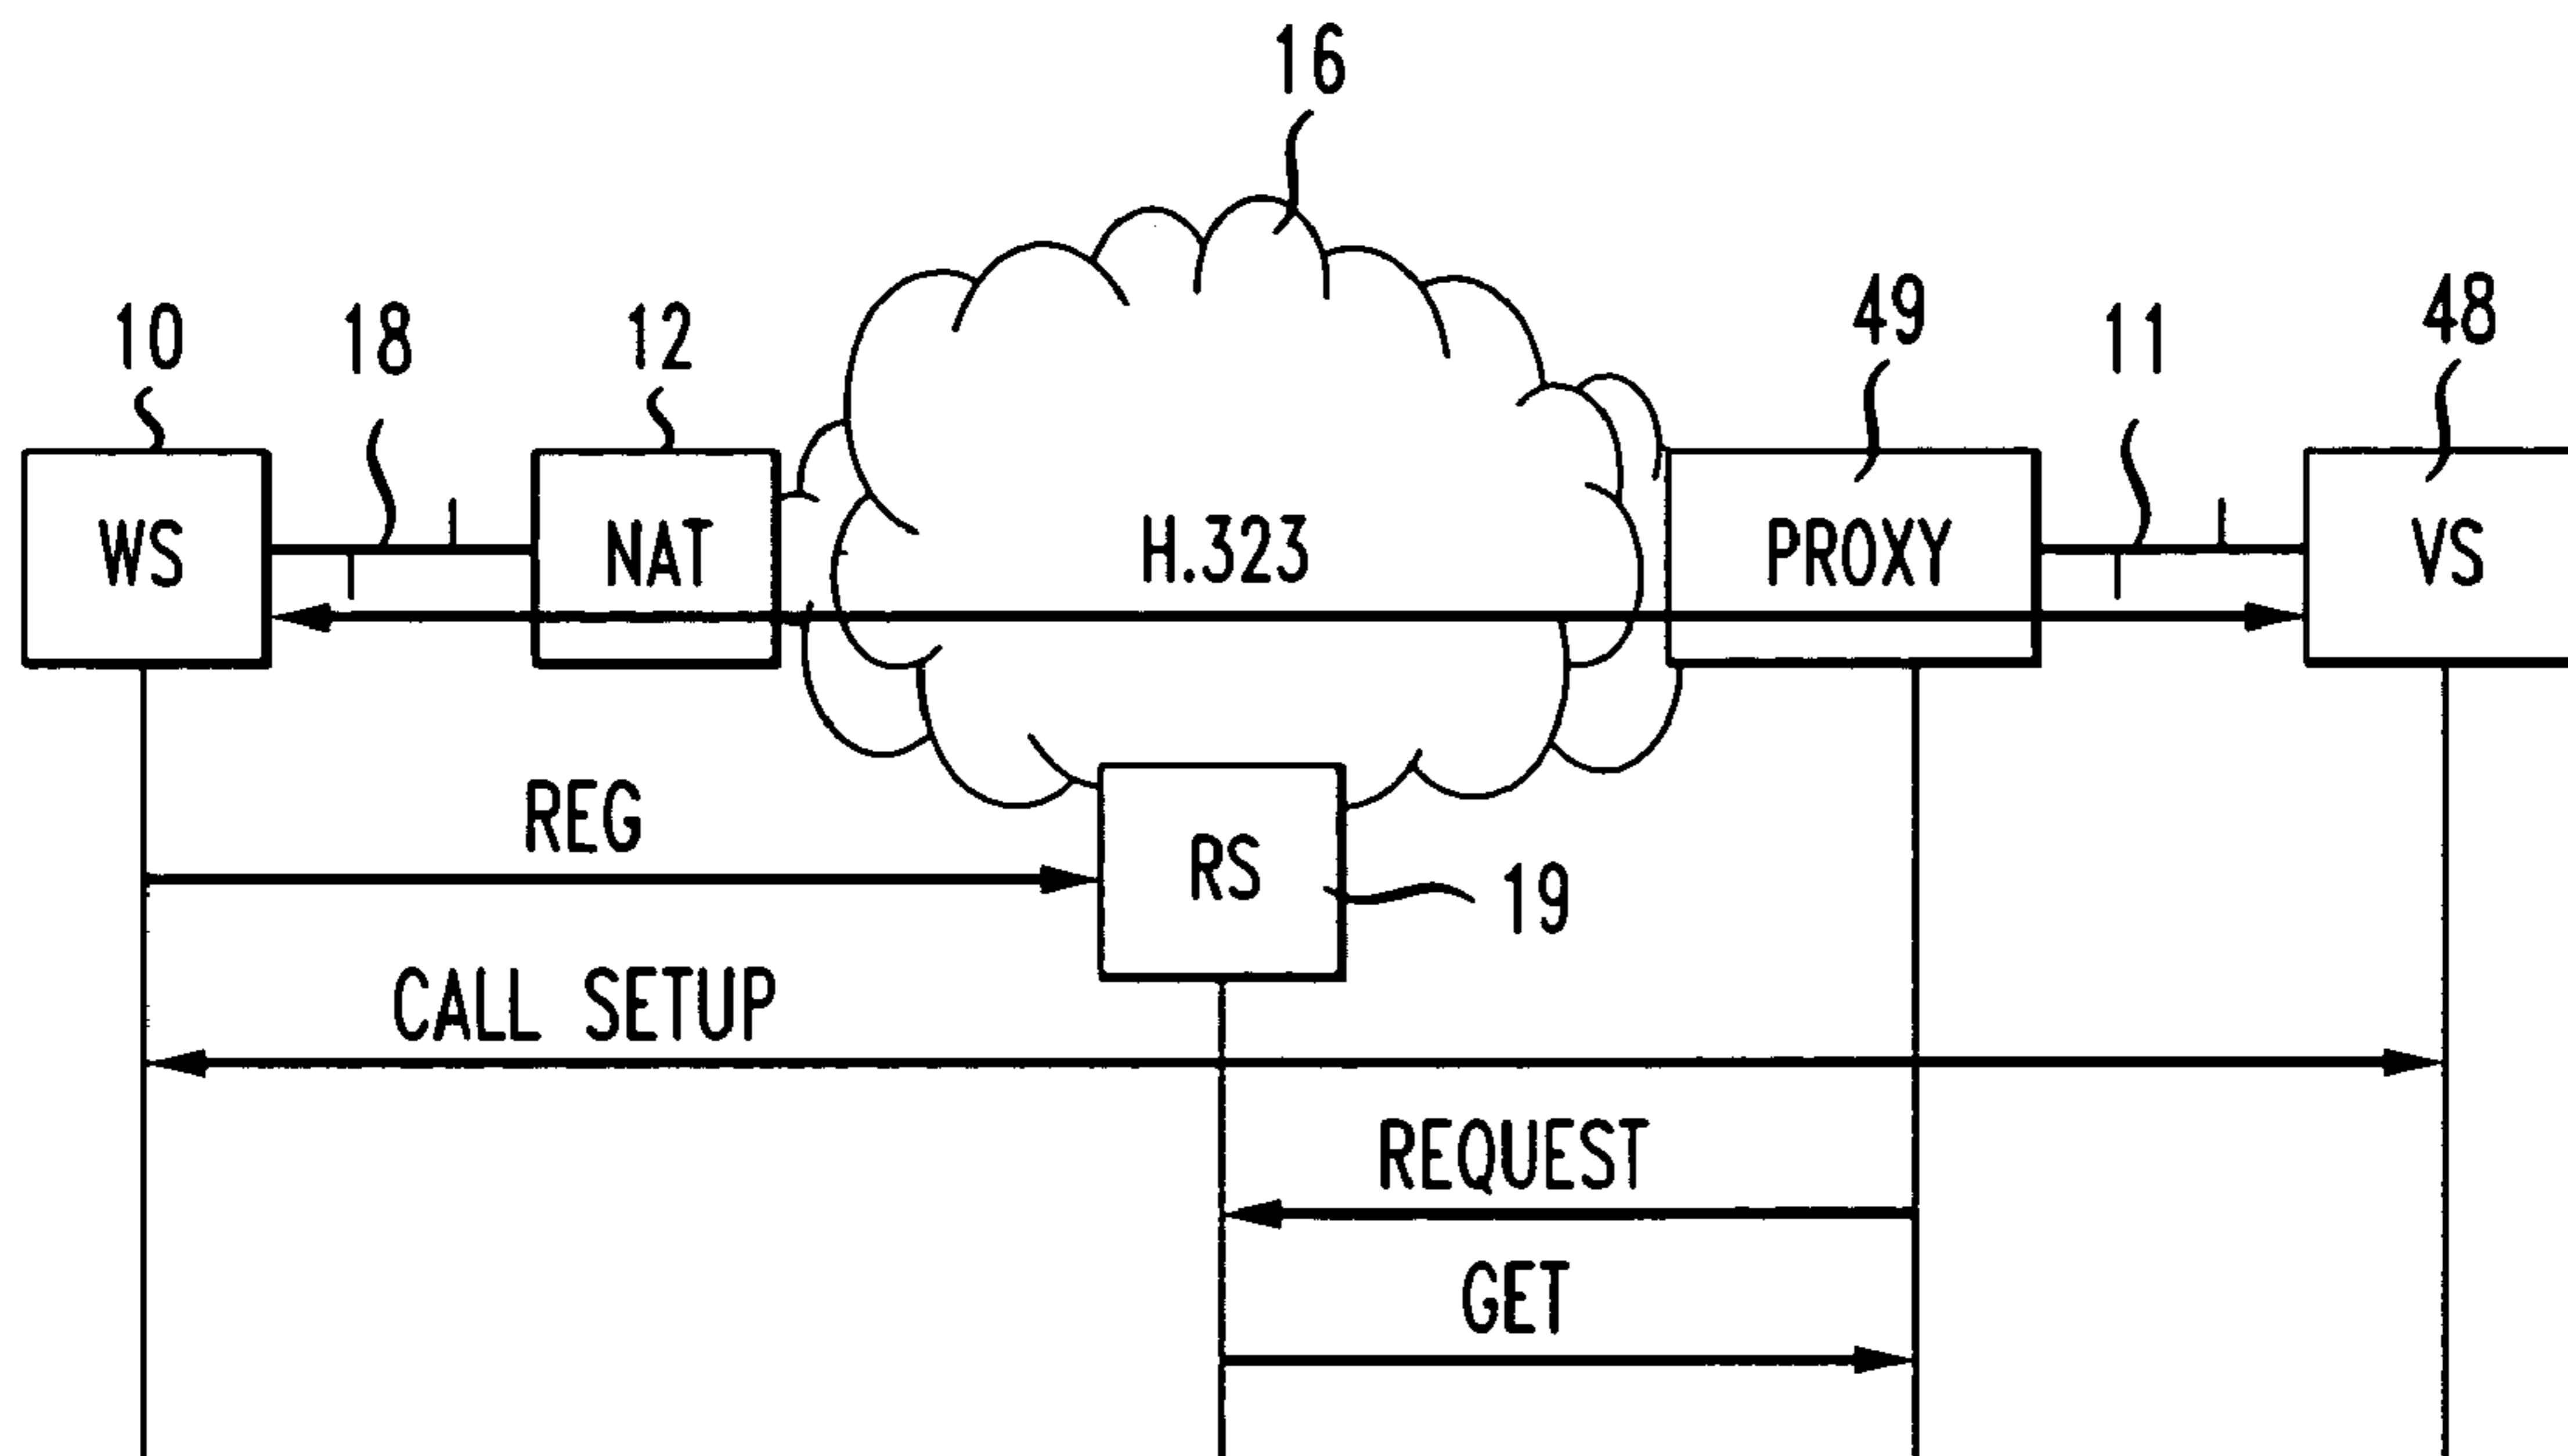 16
10 18 12 49 11 48
WS NAT H.323 PROXY VS
REG
RS
19
CALL SETUP
REQUEST
GET